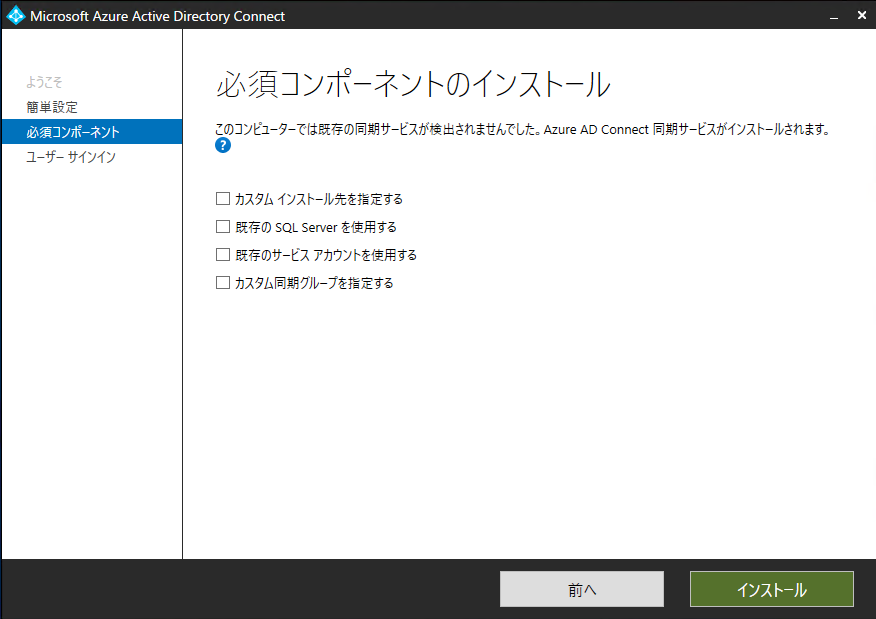 Microsoft Azure Active Directory Connect
ようこそ
簡単設定
必須コンポーネント
ユーザー サインイン
必須コンポーネントのインストール
このコンピューターでは既存の同期サービスが検出されませんでした。Azure AD Connect 同期サービスがインストールされます。
?
カスタム インストール先を指定する
既存の SQL Server を使用する
既存のサービス アカウントを使用する
カスタム同期グループを指定する
前へ
インストール